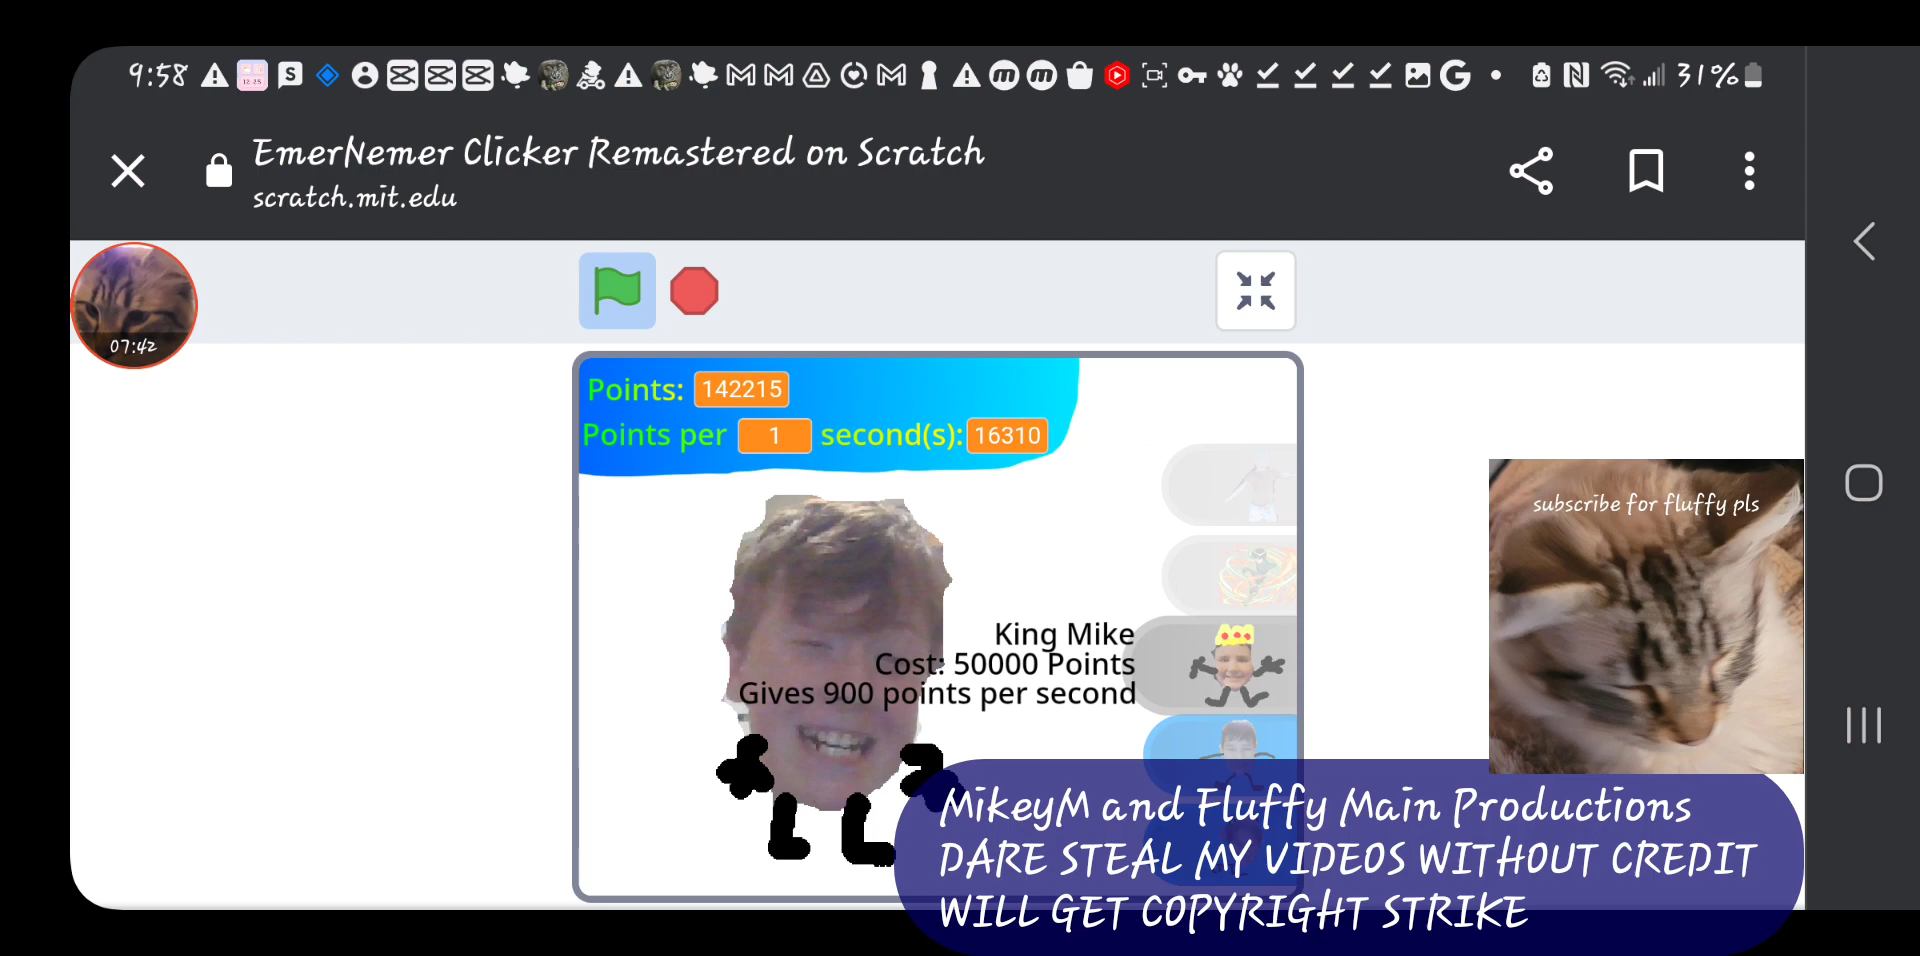 9:58
31%
EmerNemer Clicker Remastered on Scratch
scratch.mit.edu
07:42
Points: 142215
Points per 1 second(s): 16310
subscribe for fluffy pls
King Mike
Cost: 50000 Points
Gives 900 points per second
MikeyM and Fluffy Main Productions
DARE STEAL MY VIDEOS WITHOUT CREDIT
WILL GET COPYRIGHT STRIKE